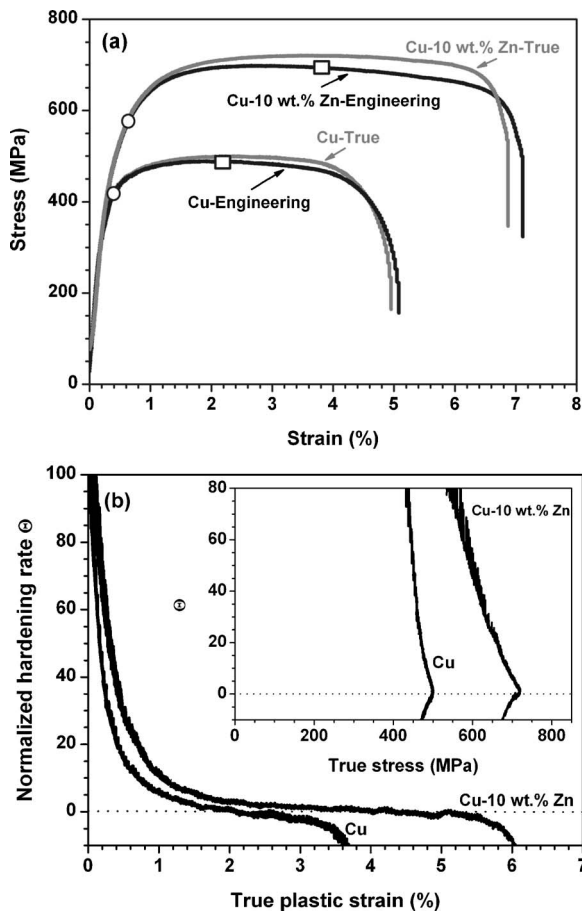 (a)
800
600
400
200
0
Stress (MPa)
Cu-10 wt.% Zn-True
Cu-10 wt.% Zn-Engineering
Cu-True
Cu-Engineering
0 1 2 3 4 5 6 7 8
Strain (%)
(b)
100
80
60
40
20
0
Normalized hardening rate Θ
80
60
40
20
0
Θ
Cu-10 wt.% Zn
Cu
0 200 400 600 800
True stress (MPa)
Cu-10 wt.% Zn
Cu
0 1 2 3 4 5 6 7
True plastic strain (%)